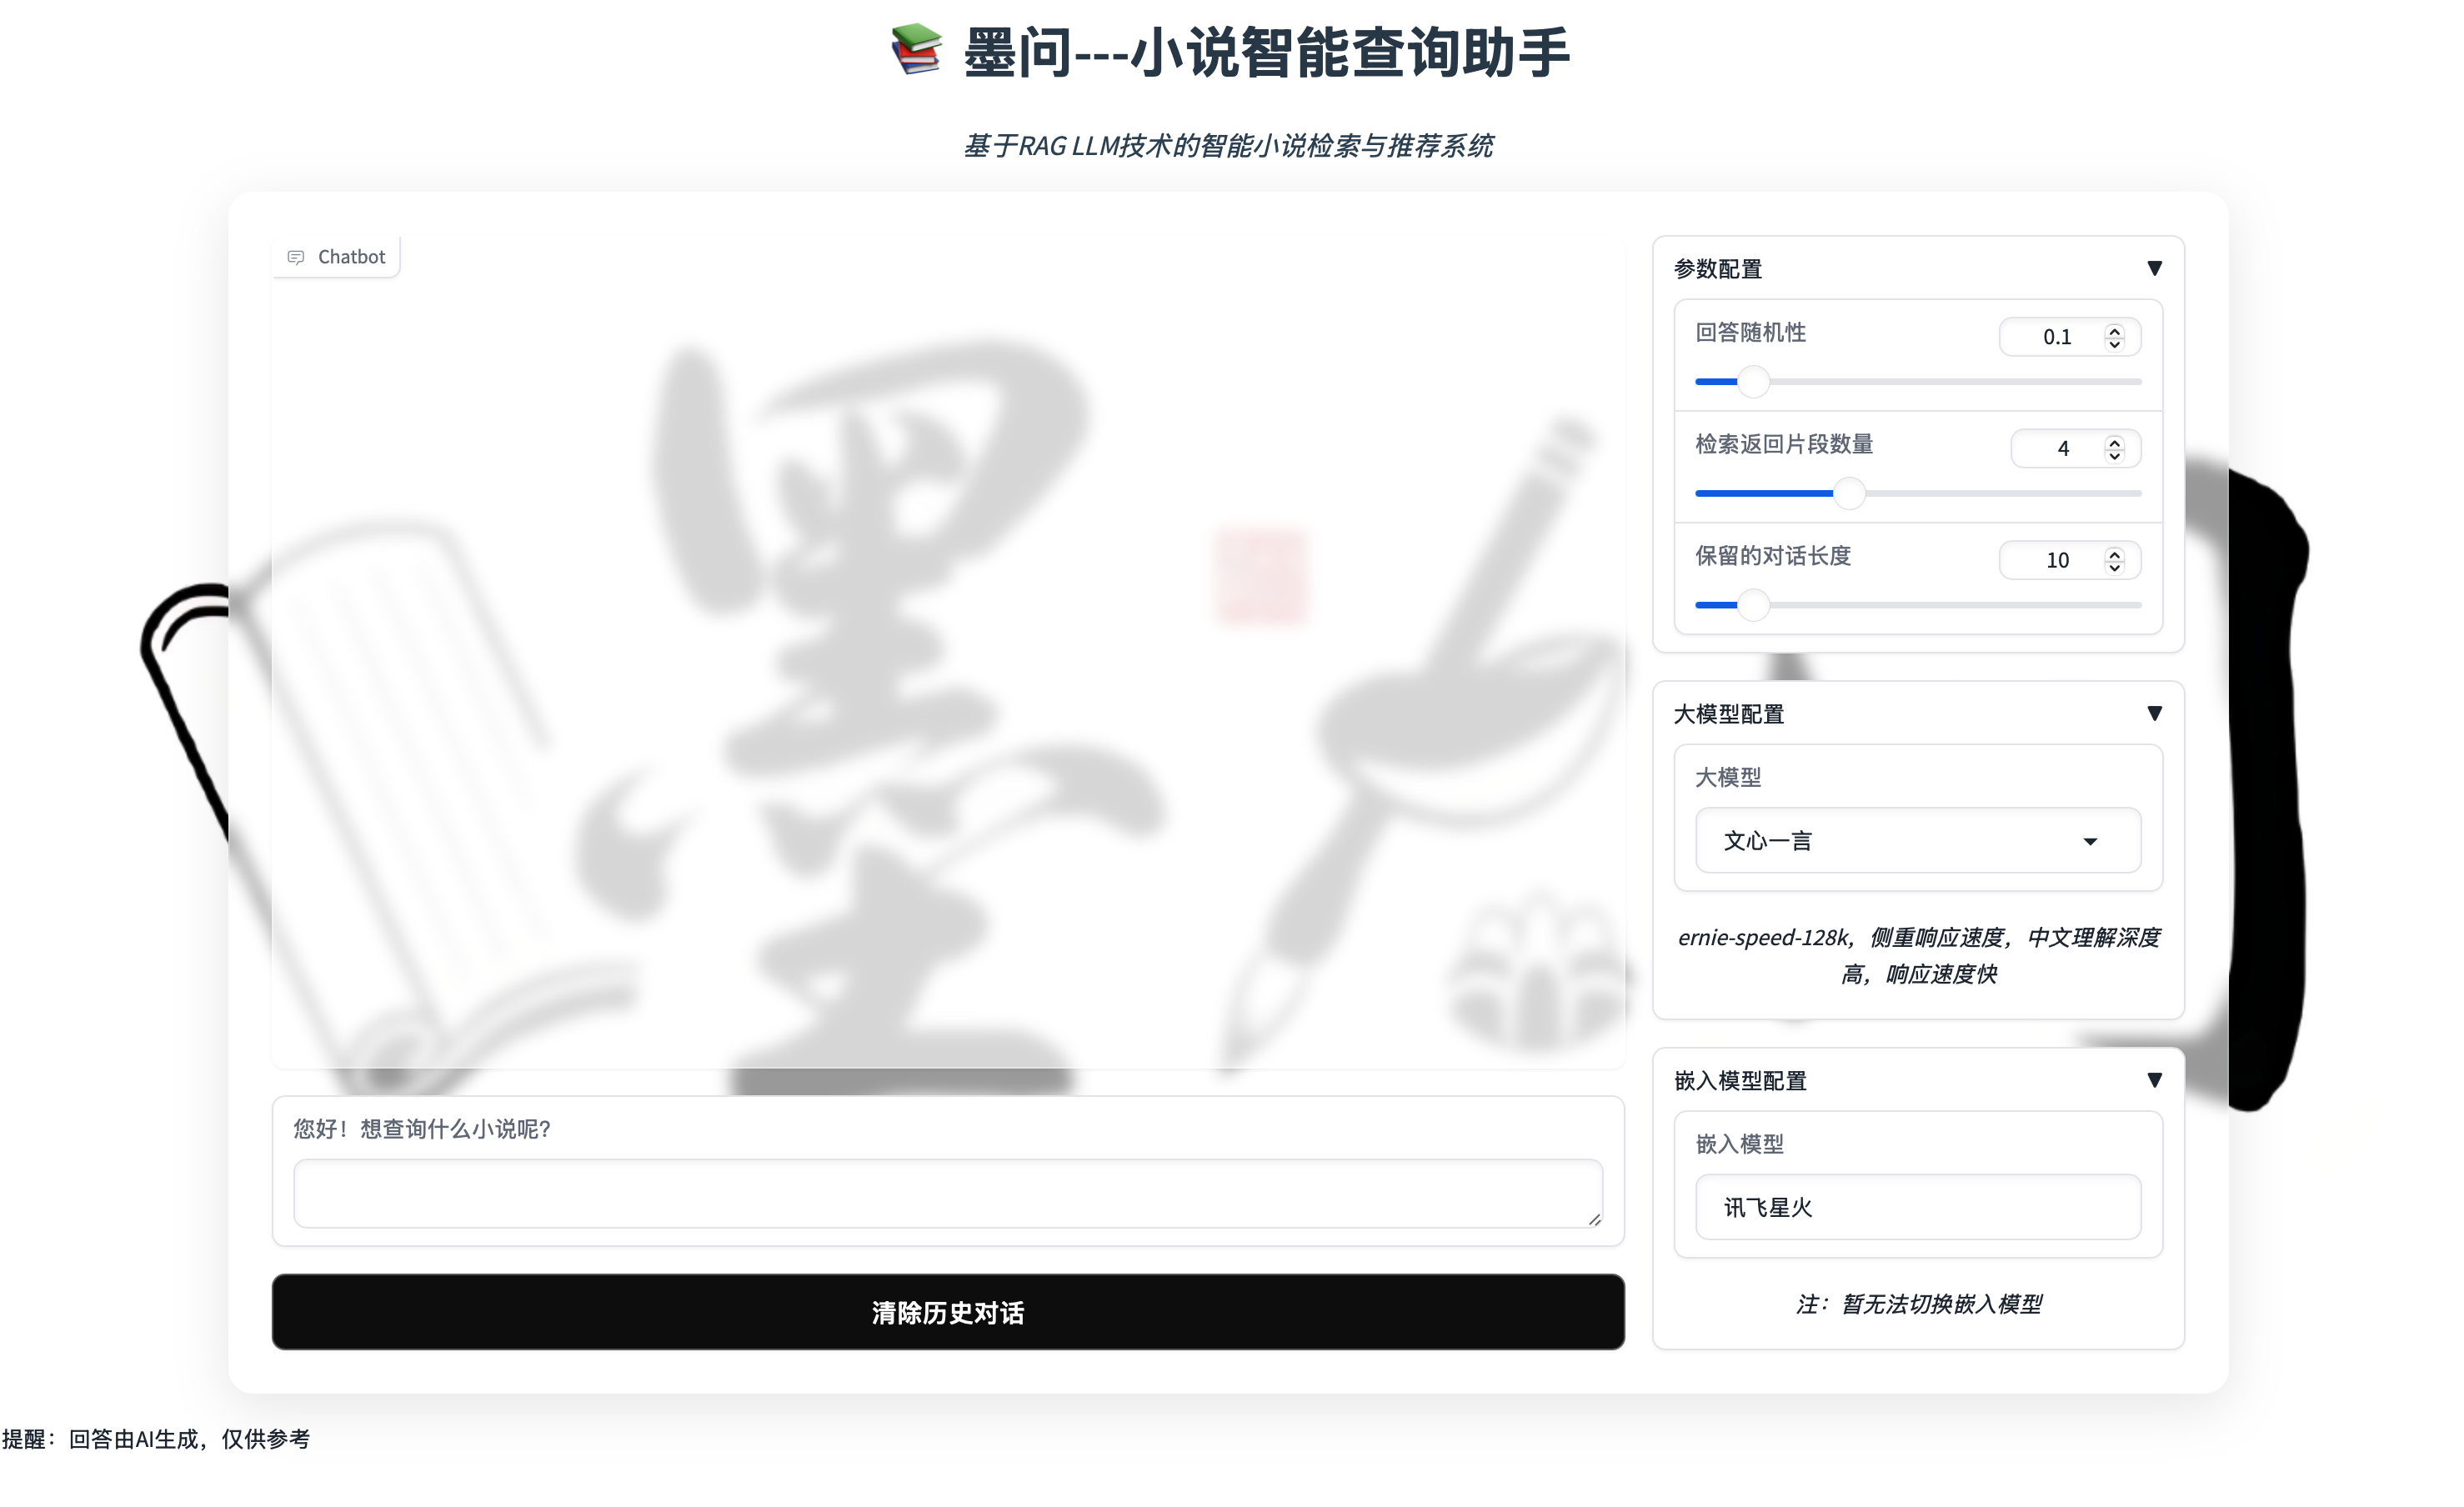 📚 墨问---小说智能查询助手
基于RAG LLM技术的智能小说检索与推荐系统
Chatbot
墨
您好！想查询什么小说呢?
清除历史对话
参数配置
回答随机性
0.1
检索返回片段数量
4
保留的对话长度
10
大模型配置
大模型
文心一言
ernie-speed-128k，侧重响应速度，中文理解深度
高，响应速度快
嵌入模型配置
嵌入模型
讯飞星火
注：暂无法切换嵌入模型
提醒：回答由AI生成，仅供参考